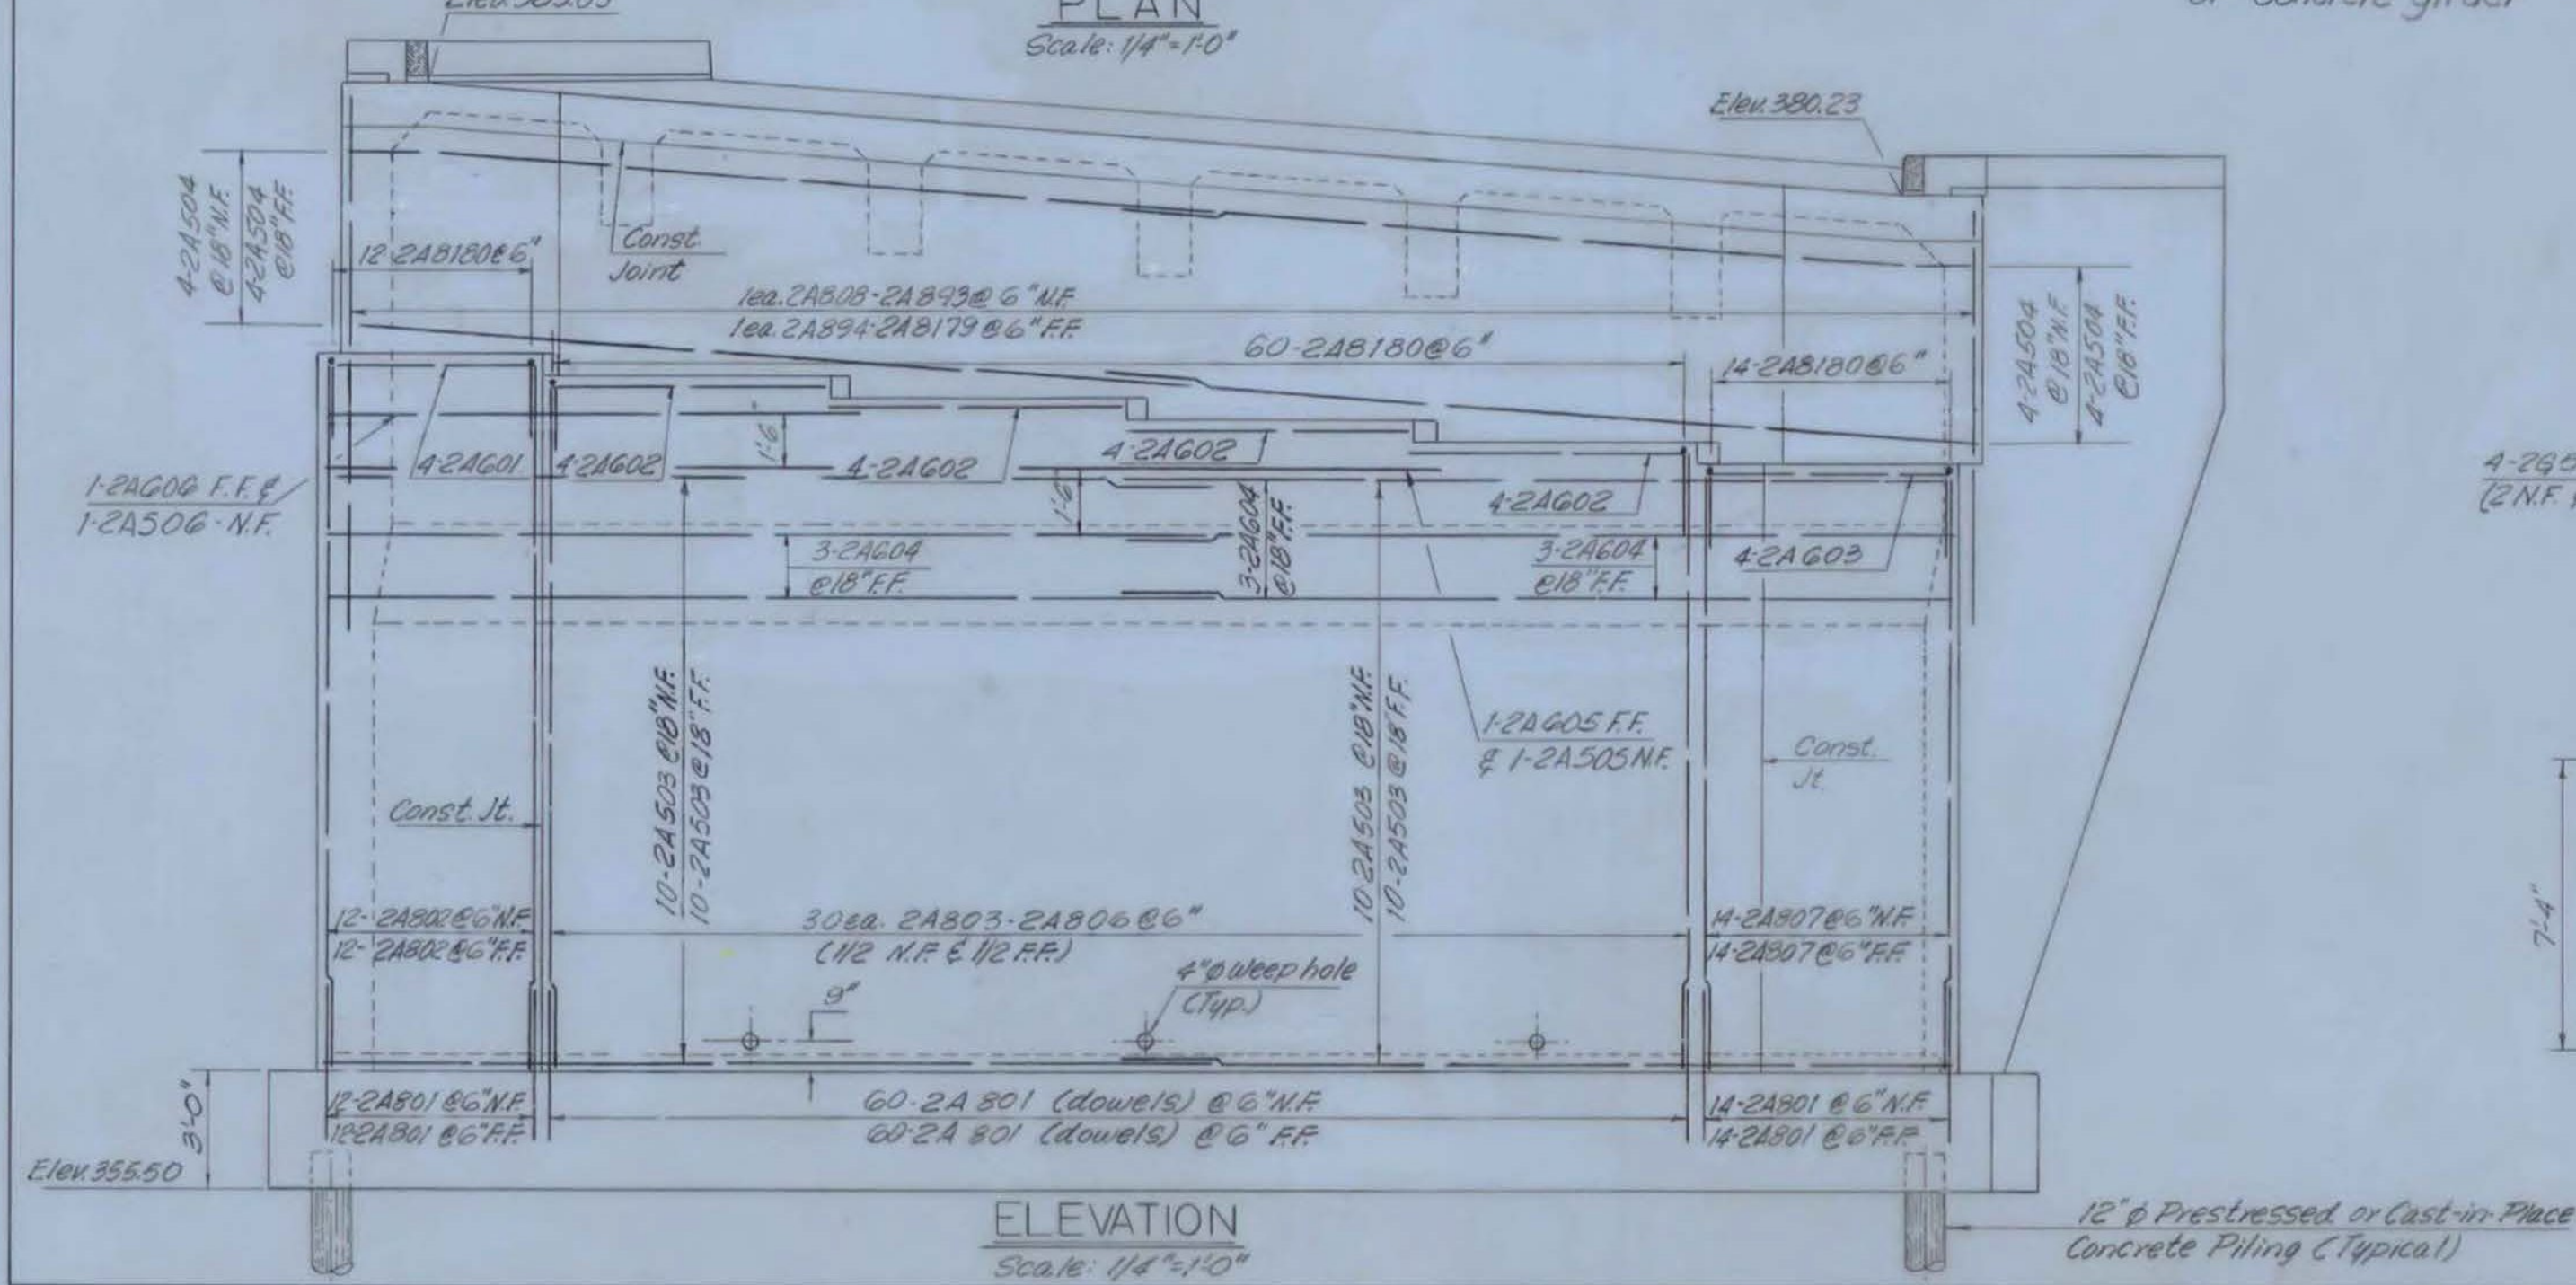 PLAN
Scale: 1/4"=1'-0"
or concrete girder
Elev. 380.23
4-2A504
@18"N.F.
4-2A504
@18"F.F.
12-2A8180@6"
Const.
Joint
1ea. 2A808-2A893@6"N.F.
1ea. 2A894-2A8179@6"F.F.
60-2A8180@6"
14-2A8180@6"
4-2A504
@18"N.F.
4-2A504
@18"F.F.
1'-6"
4-2A601
4-2A602
4-2A602
4-2A602
4-2A602
1-2A606 F.F. &
1-2A506-N.F.
1'-6"
3-2A604
@18"F.F.
3-2A604
@18"F.F.
3-2A604
@18"F.F.
4-2A603
(2 N.F.
10-2A503 @18"N.F.
10-2A503 @18"F.F.
10-2A503 @18"N.F.
10-2A503 @18"F.F.
1-2A605 F.F.
& 1-2A505 N.F.
Const.
Jt.
Const. Jt.
7'-4"
12-2A802@6"N.F.
12-2A802@6"F.F.
30ea. 2A803-2A806@6"
(1/2 N.F. & 1/2 F.F.)
14-2A807@6"N.F.
14-2A807@6"F.F.
9"
4"ø weep hole
(Typ.)
3'-0"
12-2A801@6"N.F.
12-2A801@6"F.F.
60-2A801 (dowels) @6"N.F.
60-2A801 (dowels) @6"F.F.
14-2A801@6"N.F.
14-2A801@6"F.F.
Elev. 355.50
ELEVATION
Scale: 1/4"=1'-0"
12"ø Prestressed or Cast-in-Place
Concrete Piling (Typical)